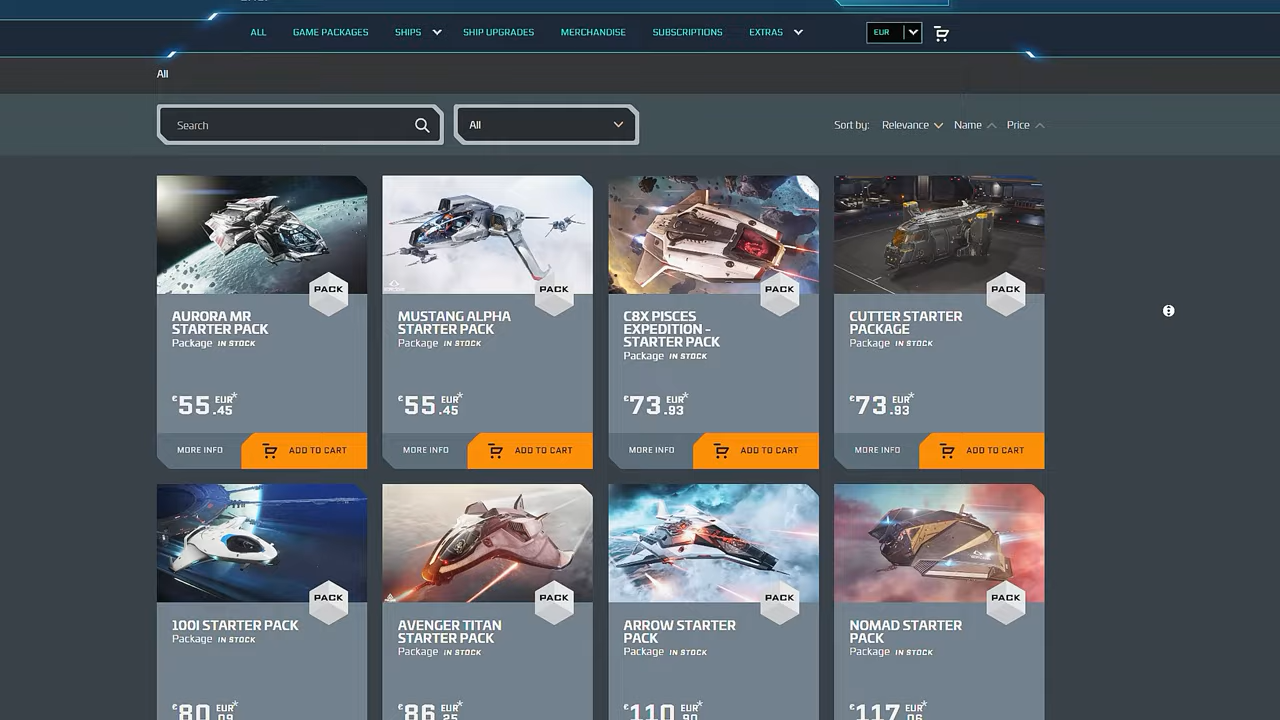 ALL GAME PACKAGES SHIPS SHIP UPGRADES MERCHANDISE SUBSCRIPTIONS EXTRAS EUR
All
Search All Sort by: Relevance Name Price
PACK PACK PACK PACK
AURORA MR
STARTER PACK
Package IN STOCK
€55.45 EUR*
MORE INFO ADD TO CART
MUSTANG ALPHA
STARTER PACK
Package IN STOCK
€55.45 EUR*
MORE INFO ADD TO CART
C8X PISCES
EXPEDITION -
STARTER PACK
Package IN STOCK
€73.93 EUR*
MORE INFO ADD TO CART
CUTTER STARTER
PACKAGE
Package IN STOCK
€73.93 EUR*
MORE INFO ADD TO CART
PACK PACK PACK PACK
100I STARTER PACK
Package IN STOCK
€80.09 EUR*
AVENGER TITAN
STARTER PACK
Package IN STOCK
€86.25 EUR*
ARROW STARTER
PACK
Package IN STOCK
€110.90 EUR*
NOMAD STARTER
PACK
Package IN STOCK
€117.06 EUR*